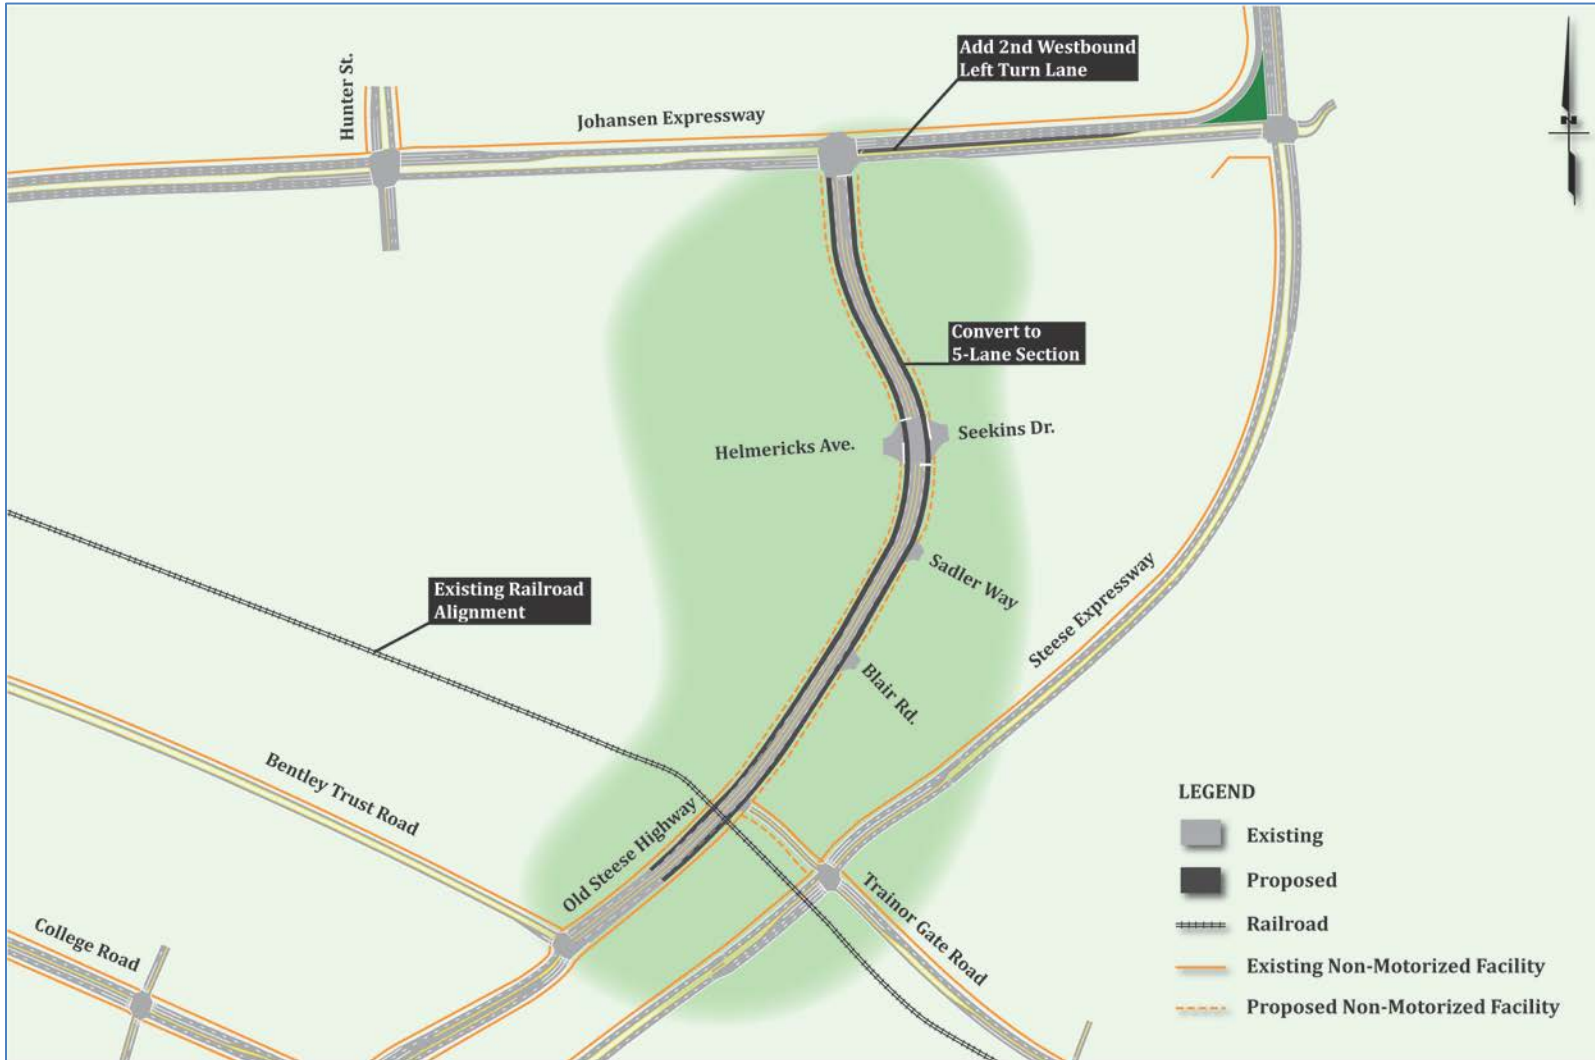 Add 2nd Westbound
Left Turn Lane
Hunter St.
Johansen Expressway
N
Convert to
5-Lane Section
Helmericks Ave.
Seekins Dr.
Sadler Way
Existing Railroad
Alignment
Steese Expressway
Blair Rd.
Bentley Trust Road
Old Steese Highway
Trainor Gate Road
College Road
LEGEND
Existing
Proposed
Railroad
Existing Non-Motorized Facility
Proposed Non-Motorized Facility